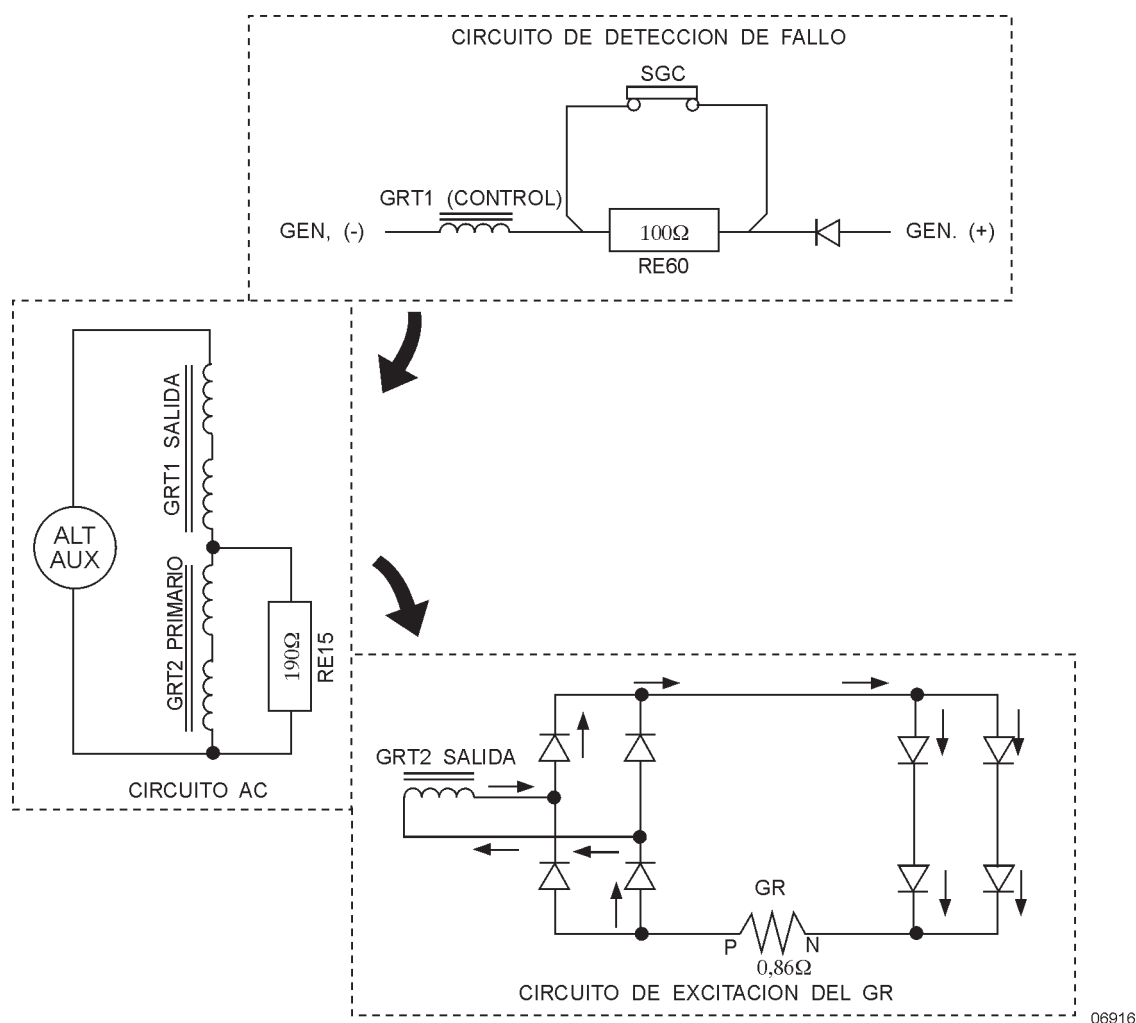 CIRCUITO DE DETECCION DE FALLO
SGC
GRT1 (CONTROL)
GEN, (-)
100Ω
GEN. (+)
RE60
GRT1 SALIDA
ALT
AUX
GRT2 PRIMARIO
190Ω
RE15
CIRCUITO AC
GRT2 SALIDA
GR
P
N
0,86Ω
CIRCUITO DE EXCITACION DEL GR
06916